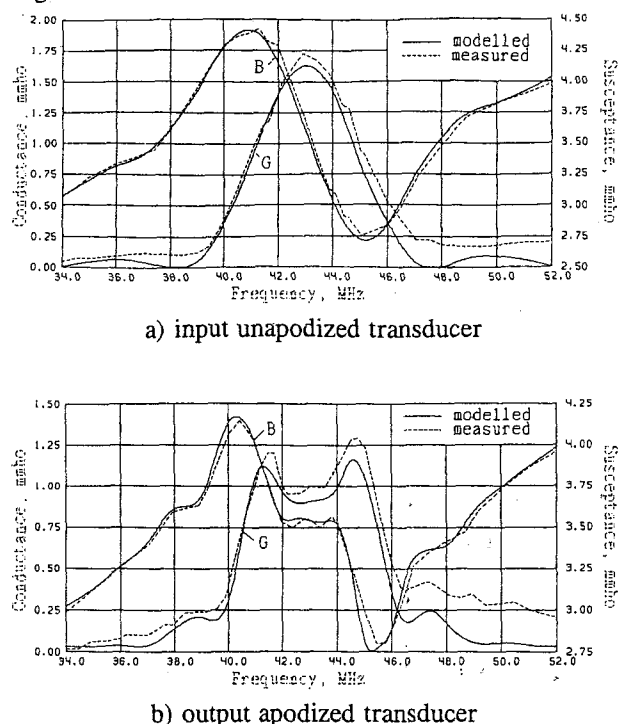 2.00
1.75
1.50
1.25
1.00
0.75
0.50
0.25
0.00
Conductance, mmho
4.50
4.25
4.00
3.75
3.50
3.25
3.00
2.75
2.50
Susceptance, mmho
modelled
measured
B
G
34.0 36.0 38.0 40.0 42.0 44.0 46.0 48.0 50.0 52.0
Frequency, MHz
a) input unapodized transducer
1.50
1.25
1.00
0.75
0.50
0.25
0.00
Conductance, mmho
4.25
4.00
3.75
3.50
3.25
3.00
2.75
Susceptance, mmho
modelled
measured
B
G
34.0 36.0 38.0 40.0 42.0 44.0 46.0 48.0 50.0 52.0
Frequency, MHz
b) output apodized transducer